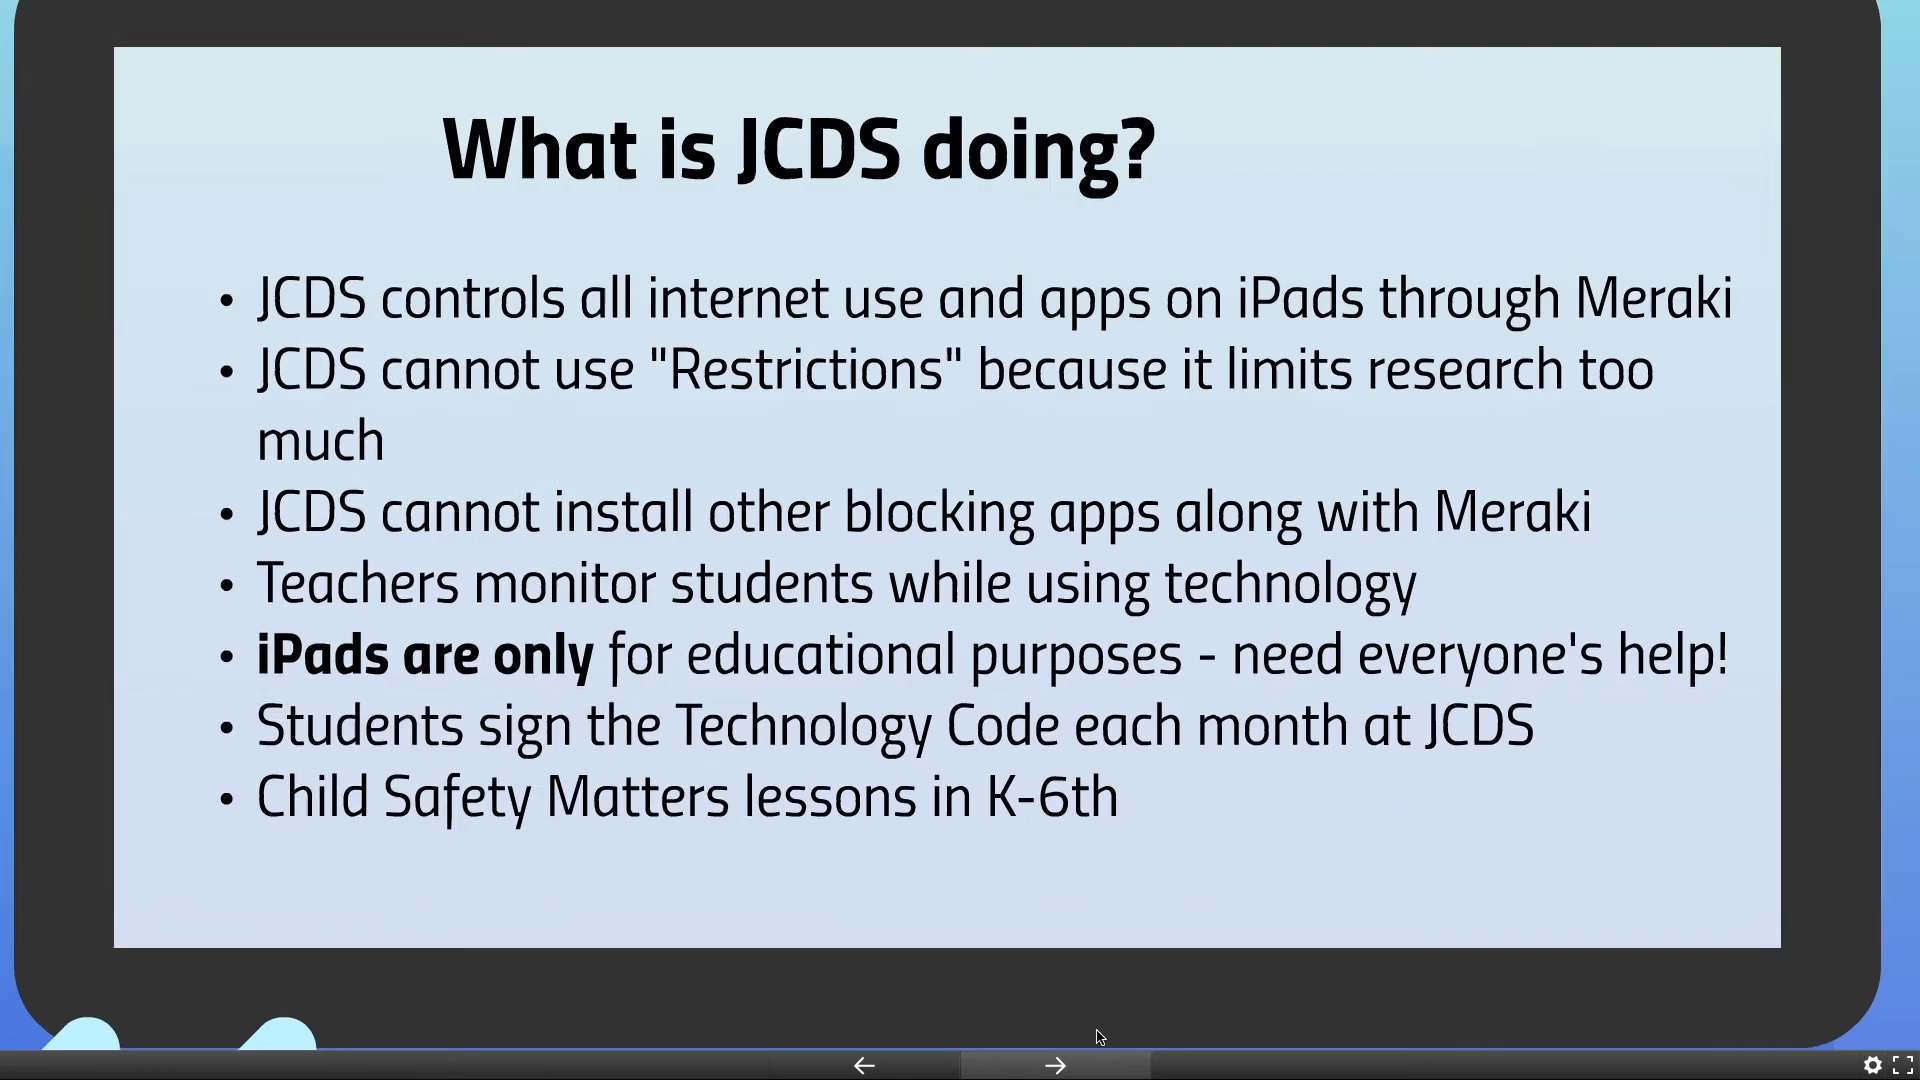 What is JCDS doing?
• JCDS controls all internet use and apps on iPads through Meraki
• JCDS cannot use "Restrictions" because it limits research too
much
• JCDS cannot install other blocking apps along with Meraki
• Teachers monitor students while using technology
• iPads are only for educational purposes - need everyone's help!
• Students sign the Technology Code each month at JCDS
• Child Safety Matters lessons in K-6th